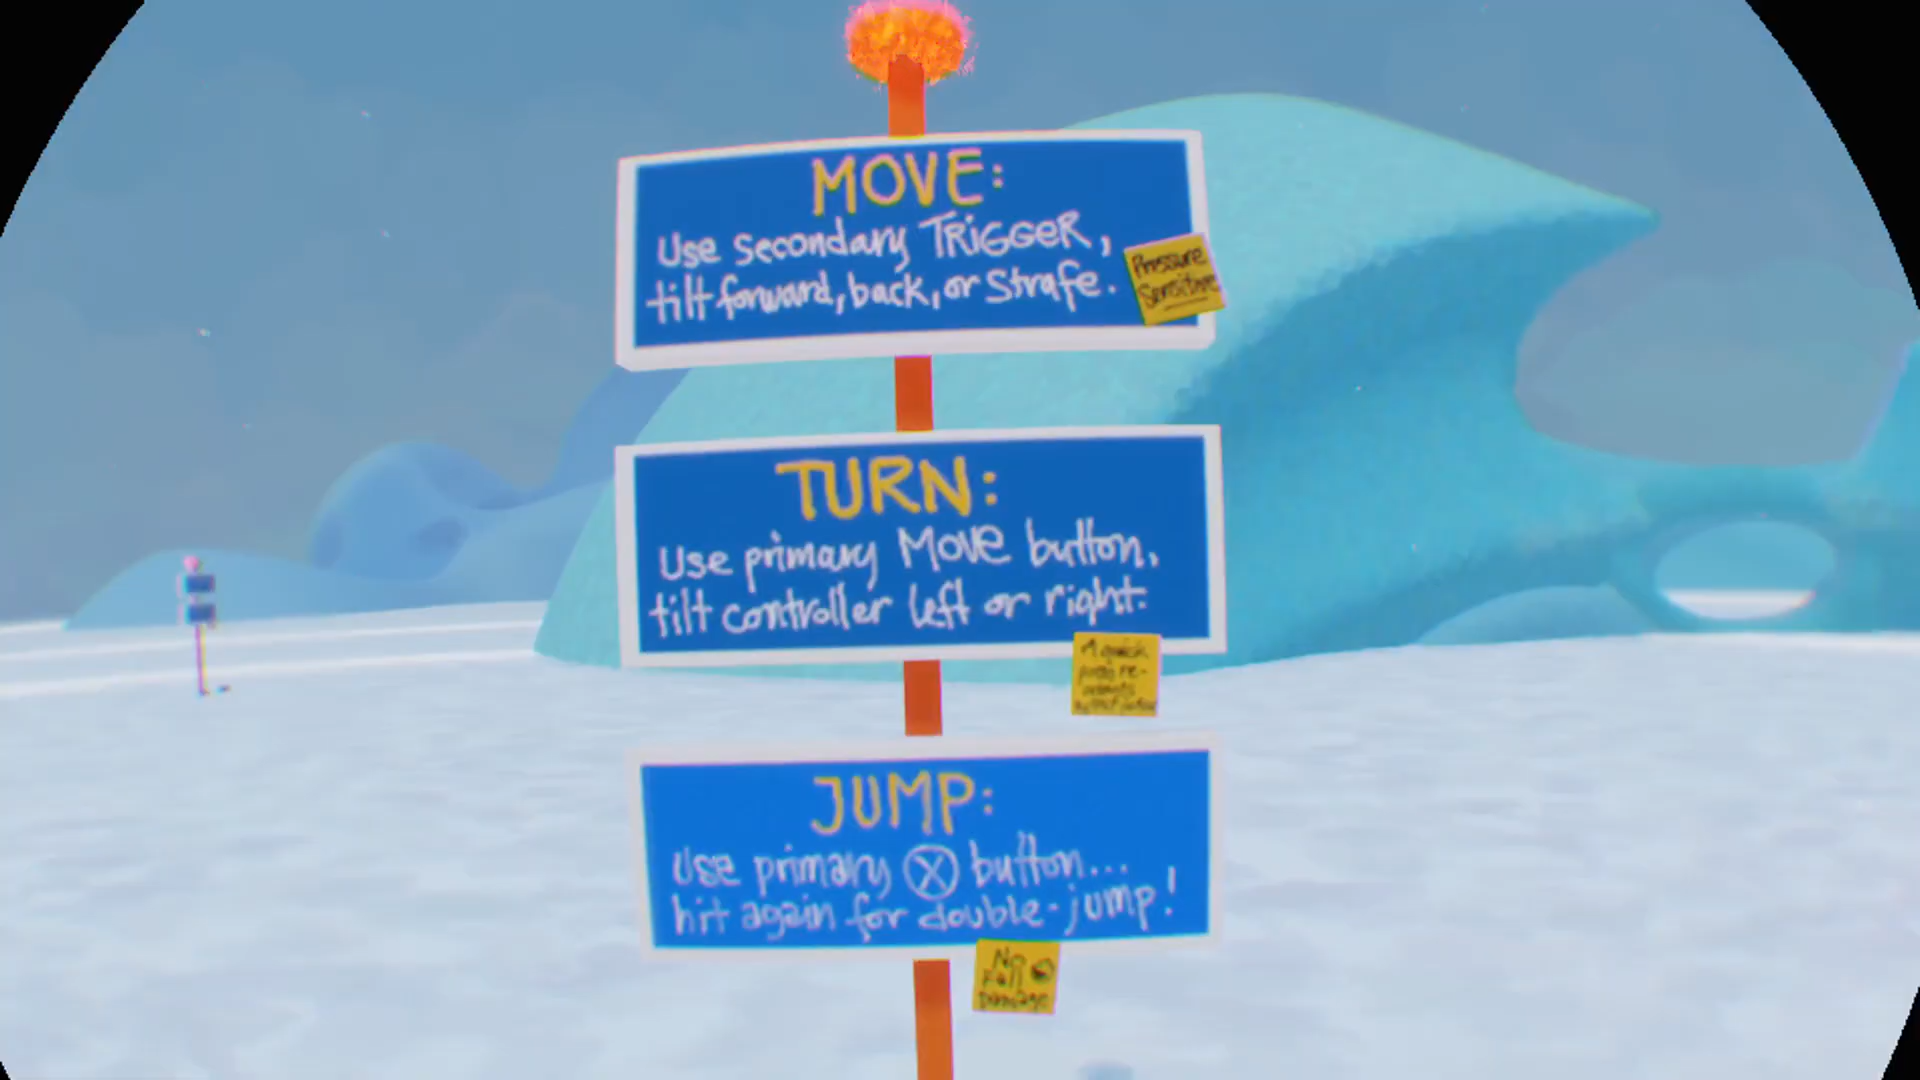 MOVE:
Use secondary TRIGGER,
tilt forward, back, or strafe.
Pressure
Sensitive
TURN:
Use primary MOVE button,
tilt controller left or right.
A quick
JUMP:
Use primary X button...
hit again for double-jump!
No
Fall
Damage